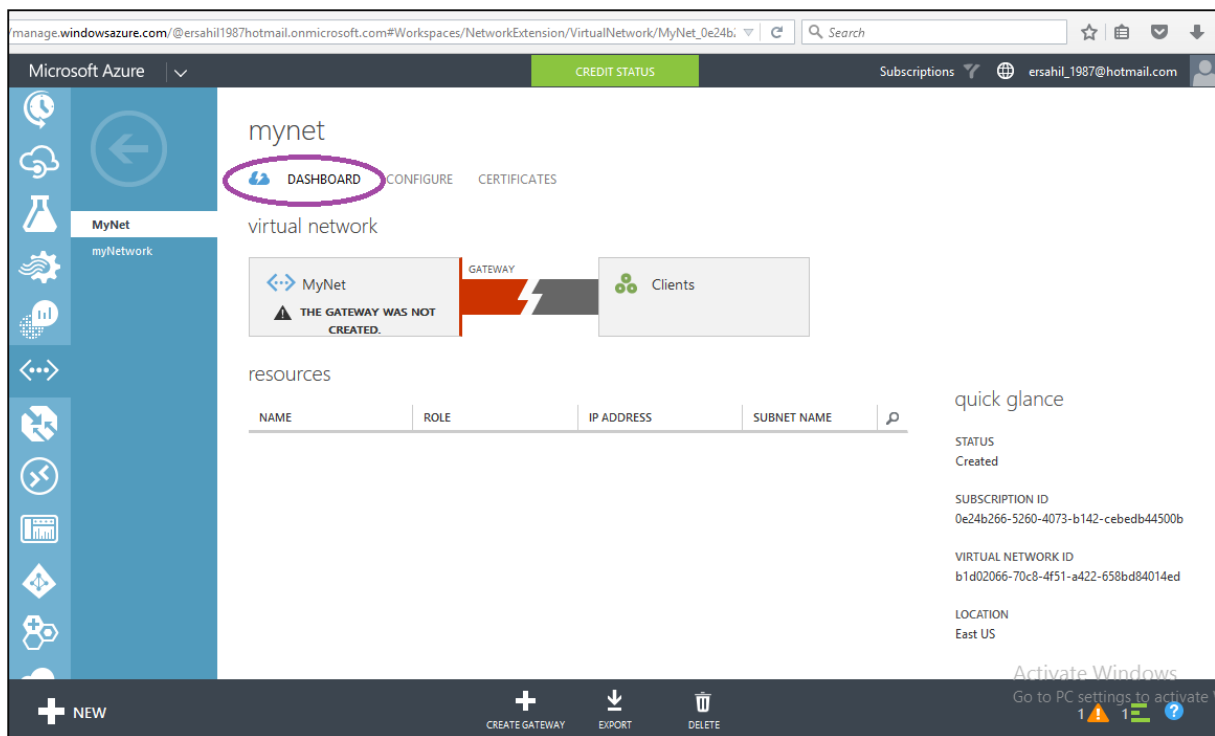 /manage.windowsazure.com/@ersahil1987hotmail.onmicrosoft.com#Workspaces/NetworkExtension/VirtualNetwork/MyNet_0e24b
Search
Microsoft Azure
CREDIT STATUS
Subscriptions
ersahil_1987@hotmail.com
mynet
DASHBOARD CONFIGURE CERTIFICATES
MyNet
myNetwork
virtual network
MyNet
THE GATEWAY WAS NOT
CREATED.
GATEWAY
Clients
resources
NAME ROLE IP ADDRESS SUBNET NAME
quick glance
STATUS
Created
SUBSCRIPTION ID
0e24b266-5260-4073-b142-cebedb44500b
VIRTUAL NETWORK ID
b1d02066-70c8-4f51-a422-658bd84014ed
LOCATION
East US
Activate Windows
Go to PC settings to activate
NEW
CREATE GATEWAY
EXPORT
DELETE
1
1
?